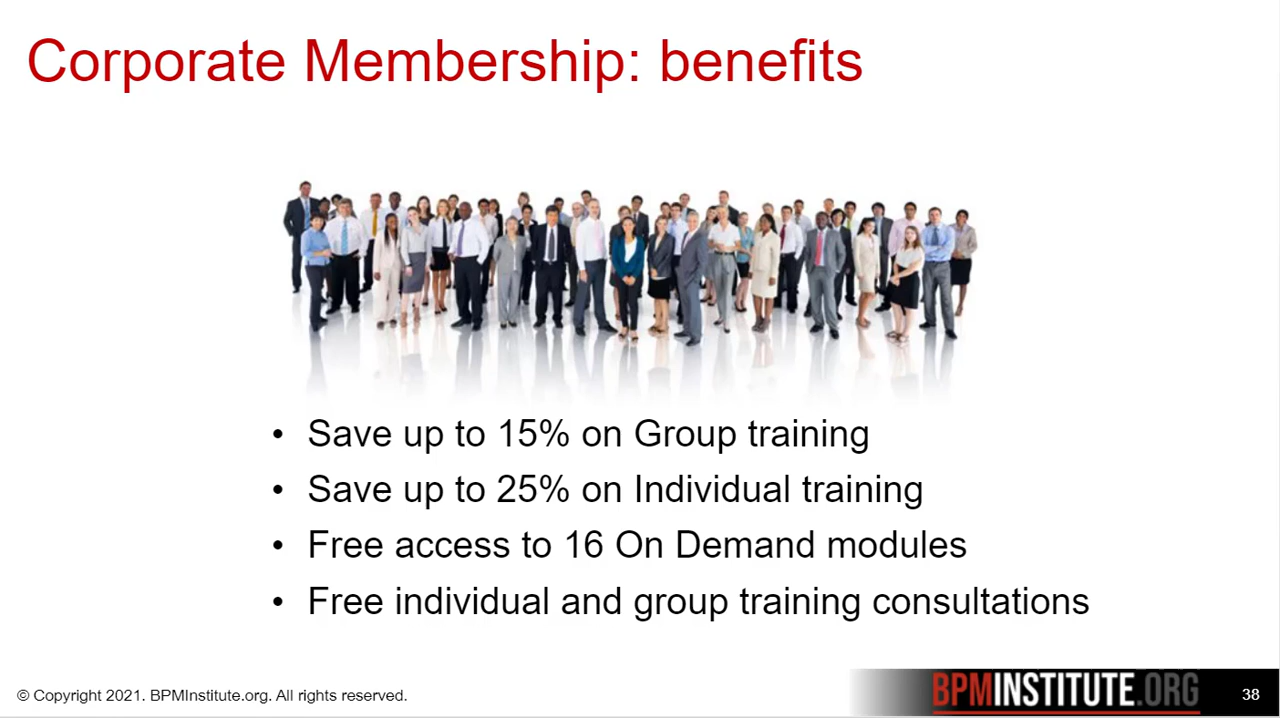 Corporate Membership: benefits
• Save up to 15% on Group training
• Save up to 25% on Individual training
• Free access to 16 On Demand modules
• Free individual and group training consultations
© Copyright 2021. BPMInstitute.org. All rights reserved.
BPMINSTITUTE.ORG
38